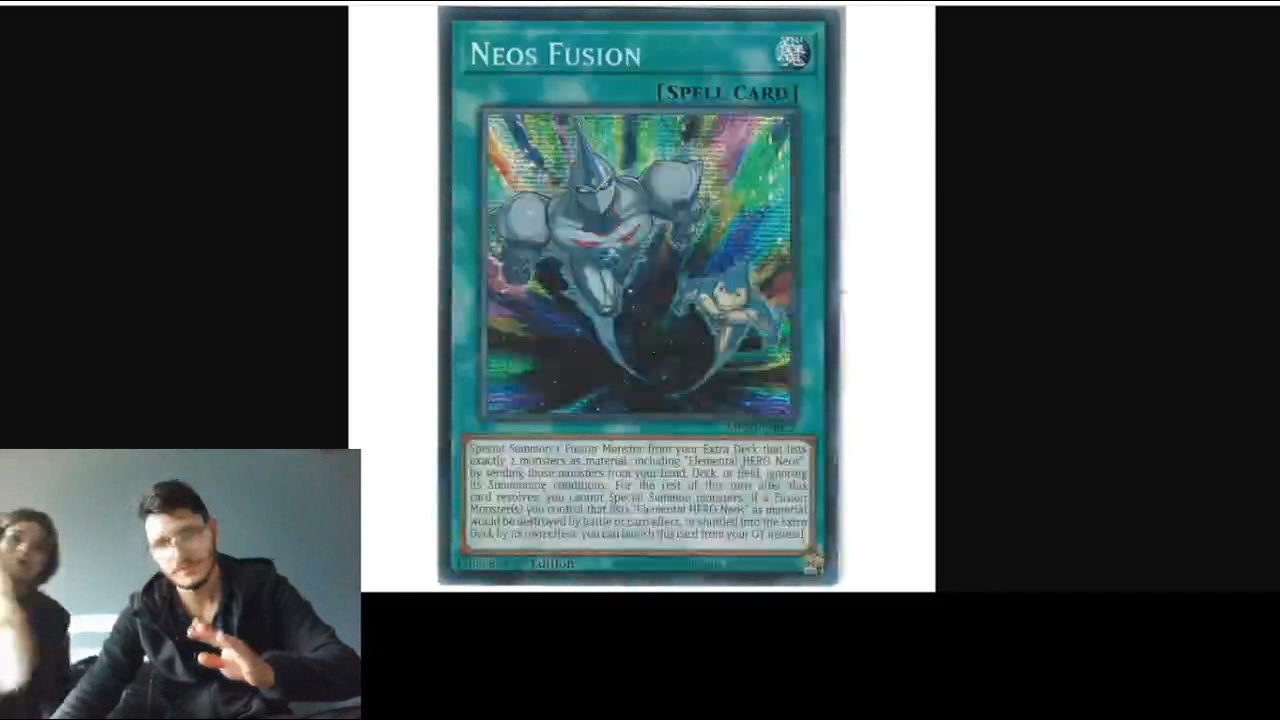 NEOS FUSION
[SPELL CARD]
Special Summon 1 Fusion Monster from your Extra Deck that lists
exactly 2 monsters as material, including "Elemental HERO Neos"
by sending those monsters from your hand, Deck, or field, ignoring
its Summoning conditions. For the rest of this turn after this
card resolves, you cannot Special Summon monsters. If a Fusion
Monster(s) you control that lists "Elemental HERO Neos" as material
would be destroyed by battle or card effect, or shuffled into the Extra
Deck by its own effect, you can banish this card from your GY instead.
Edition